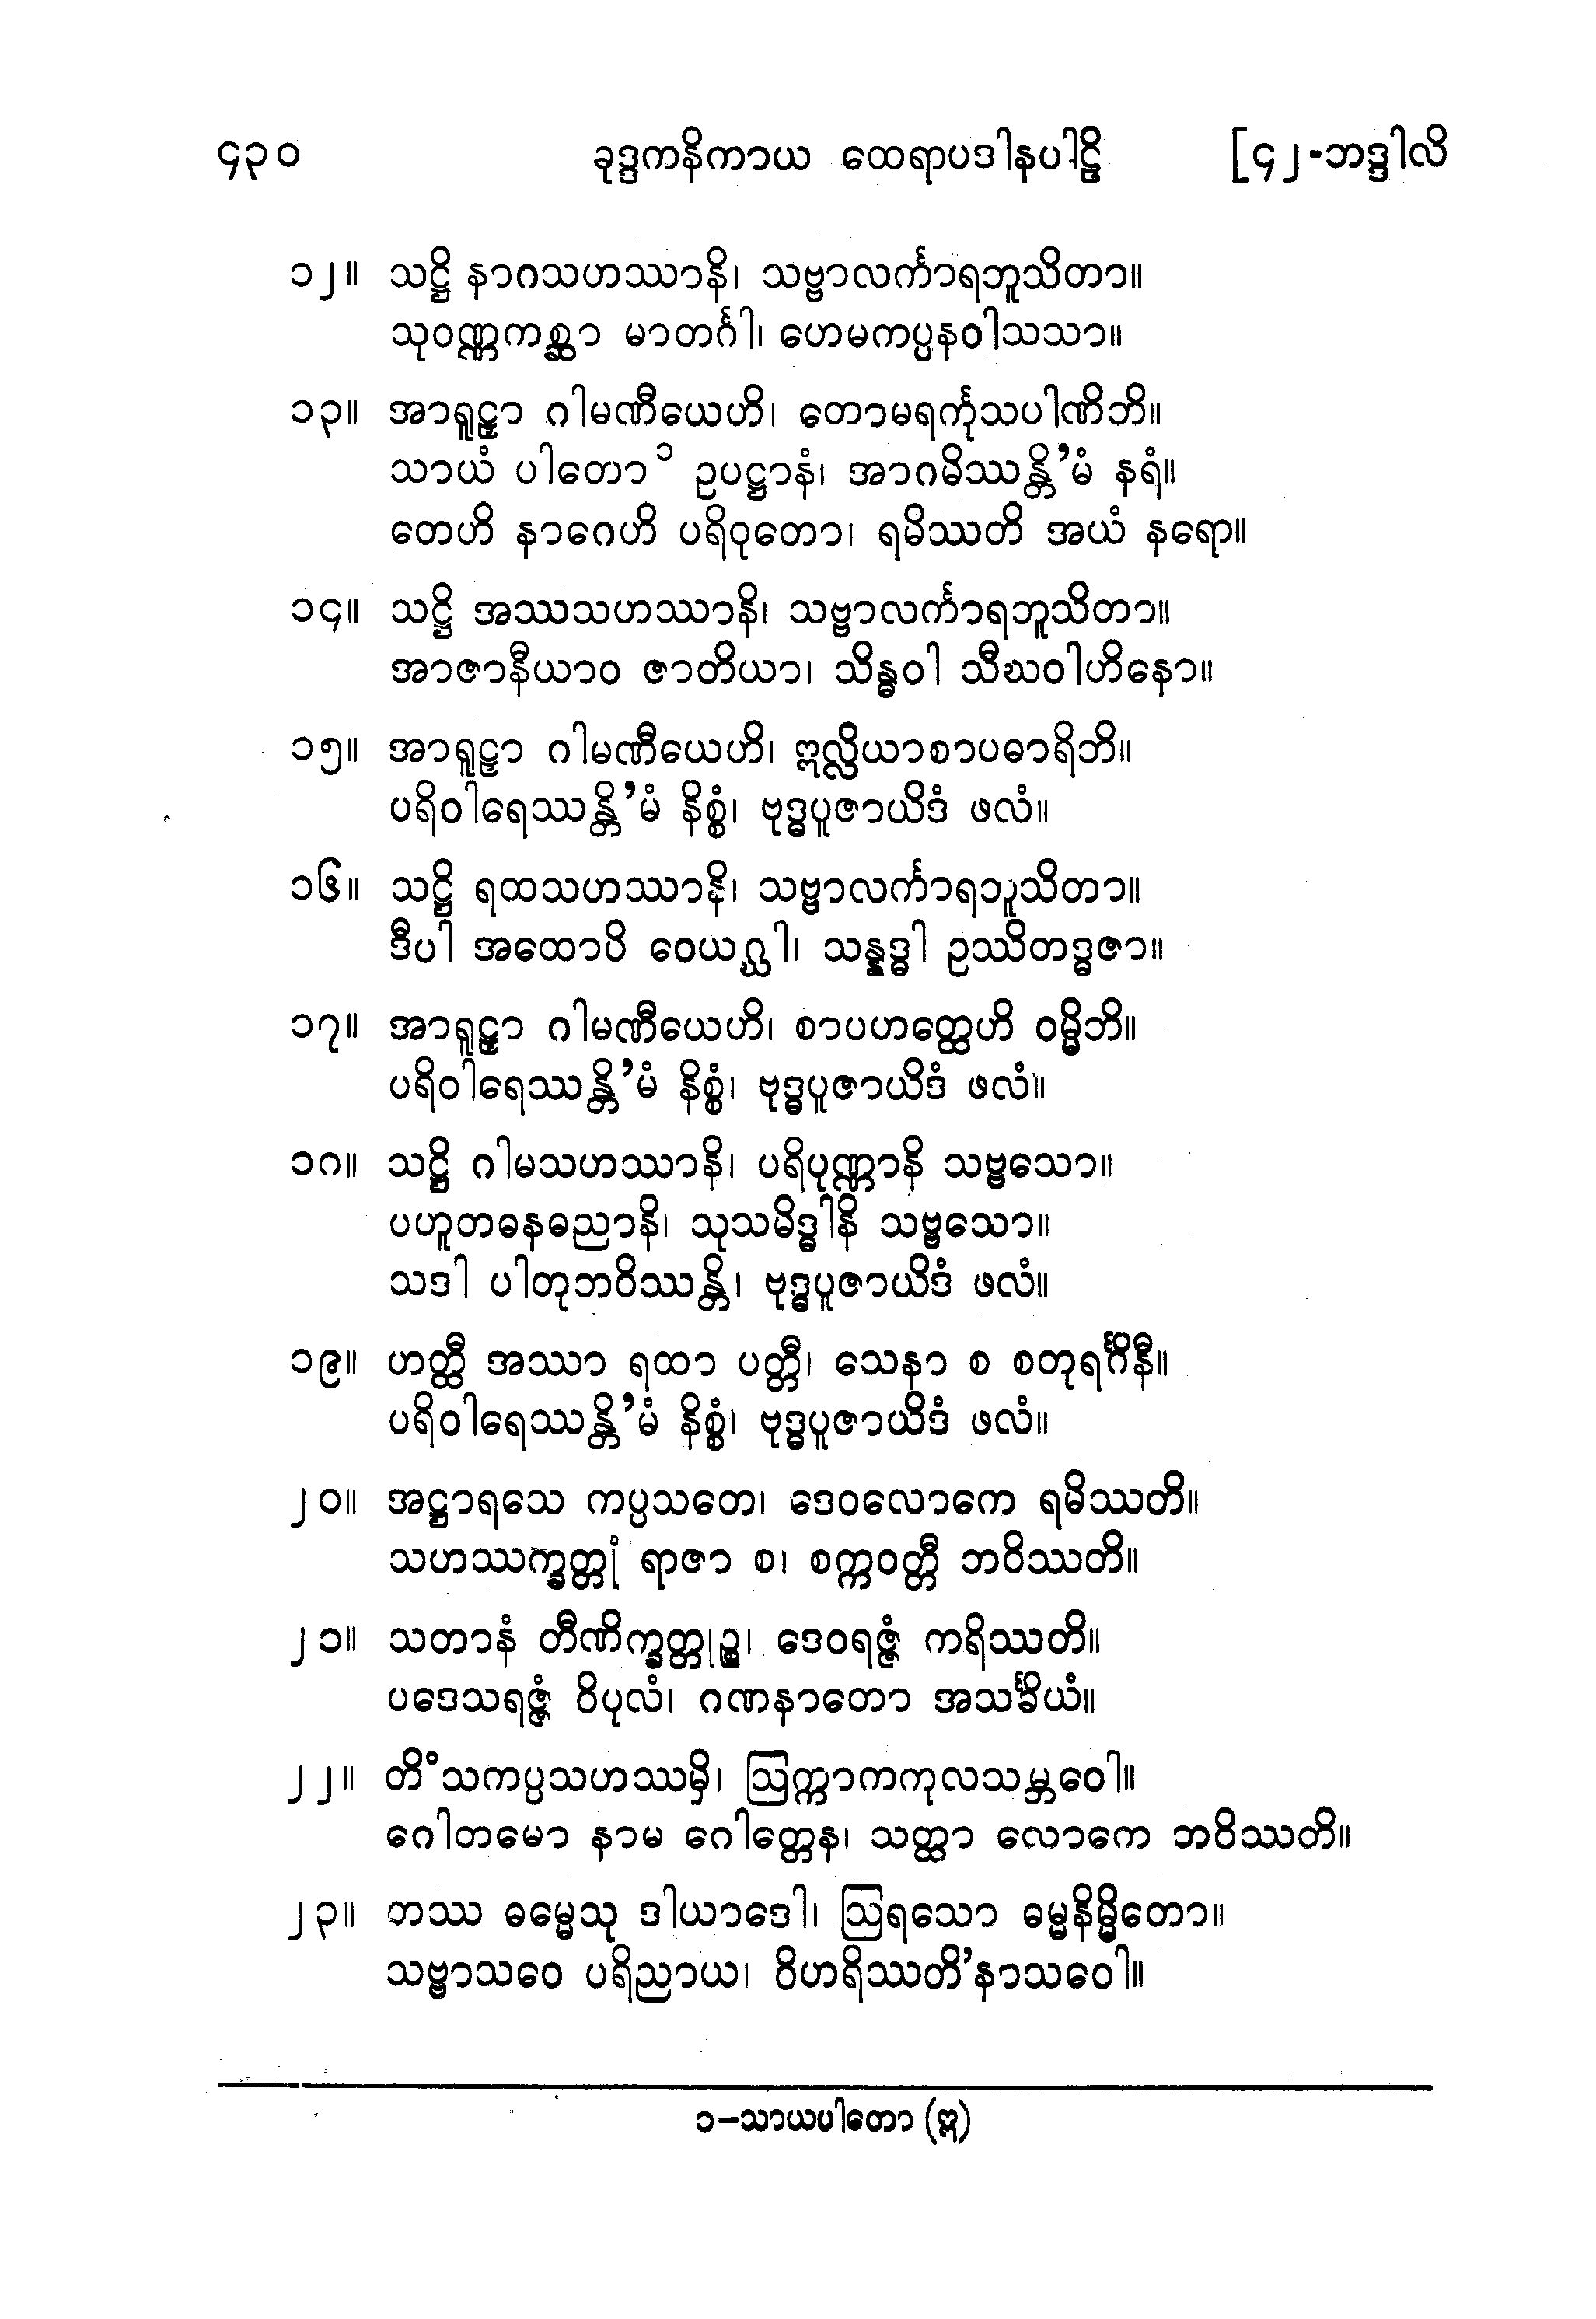 ၄၃၀ ခုဒ္ဒကနိကာယ ထေရာပဒါနပါဠိ [၄၂-ဘဒ္ဒါလိ
၁၂။ သဋ္ဌိ နာဂသဟဿာနိ၊ သဗ္ဗာလင်္ကာရဘူသိတာ။
သုဝဏ္ဏကစ္ဆာ မာတင်္ဂါ၊ ဟေမကပ္ပနဝါသသာ။
၁၃။ အာရူဠှာ ဂါမဏီယေဟိ၊ တောမရင်္ကုသပါဏိဘိ။
သာယံ ပါတော ၁ ဥပဋ္ဌာနံ၊ အာဂမိဿန္တိ’မံ နရံ။
တေဟိ နာဂေဟိ ပရိဝုတော၊ ရမိဿတိ အယံ နရော။
၁၄။ သဋ္ဌိ အဿသဟဿာနိ၊ သဗ္ဗာလင်္ကာရဘူသိတာ။
အာဇာနီယာဝ ဇာတိယာ၊ သိန္ဓဝါ သီဃဝါဟိနော။
၁၅။ အာရူဠှာ ဂါမဏီယေဟိ၊ ဣလ္လိယာစာပဓာရိဘိ။
ပရိဝါရေဿန္တိ’မံ နိစ္စံ၊ ဗုဒ္ဓပူဇာယိဒံ ဖလံ။
၁၆။ သဋ္ဌိ ရထသဟဿာနိ၊ သဗ္ဗာလင်္ကာရဘူသိတာ။
ဒီပါ အထောပိ ဝေယဂ္ဃါ၊ သန္နဒ္ဓါ ဥဿိတဒ္ဓဇာ။
၁၇။ အာရူဠှာ ဂါမဏီယေဟိ၊ စာပဟတ္ထေဟိ ဝမ္မိဘိ။
ပရိဝါရေဿန္တိ’မံ နိစ္စံ၊ ဗုဒ္ဓပူဇာယိဒံ ဖလံ။
၁၈။ သဋ္ဌိ ဂါမသဟဿာနိ၊ ပရိပုဏ္ဏာနိ သဗ္ဗသော။
ပဟူတဓနဓညာနိ၊ သုသမိဒ္ဓါနိ သဗ္ဗသော။
သဒါ ပါတုဘဝိဿန္တိ၊ ဗုဒ္ဓပူဇာယိဒံ ဖလံ။
၁၉။ ဟတ္ထီ အဿာ ရထာ ပတ္တီ၊ သေနာ စ စတုရင်္ဂိနီ။
ပရိဝါရေဿန္တိ’မံ နိစ္စံ၊ ဗုဒ္ဓပူဇာယိဒံ ဖလံ။
၂၀။ အဋ္ဌာရသေ ကပ္ပသတေ၊ ဒေဝလောကေ ရမိဿတိ။
သဟဿက္ခတ္တုံ ရာဇာ စ၊ စက္ကဝတ္တီ ဘဝိဿတိ။
၂၁။ သတာနံ တီဏိက္ခတ္တုဉ္စ၊ ဒေဝရဇ္ဇံ ကရိဿတိ။
ပဒေသရဇ္ဇံ ဝိပုလံ၊ ဂဏနာတော အသင်္ခိယံ။
၂၂။ တိံသကပ္ပသဟဿမှိ၊ ဩက္ကာကကုလသမ္ဘဝေါ။
ဂေါတမော နာမ ဂေါတ္တေန၊ သတ္ထာ လောကေ ဘဝိဿတိ။
၂၃။ တဿ ဓမ္မေသု ဒါယာဒေါ၊ ဩရသော ဓမ္မနိမ္မိတော။
သဗ္ဗာသဝေ ပရိညာယ၊ ဝိဟရိဿတိ’နာသဝေါ။
၁–သာယပါတော (ဣ)